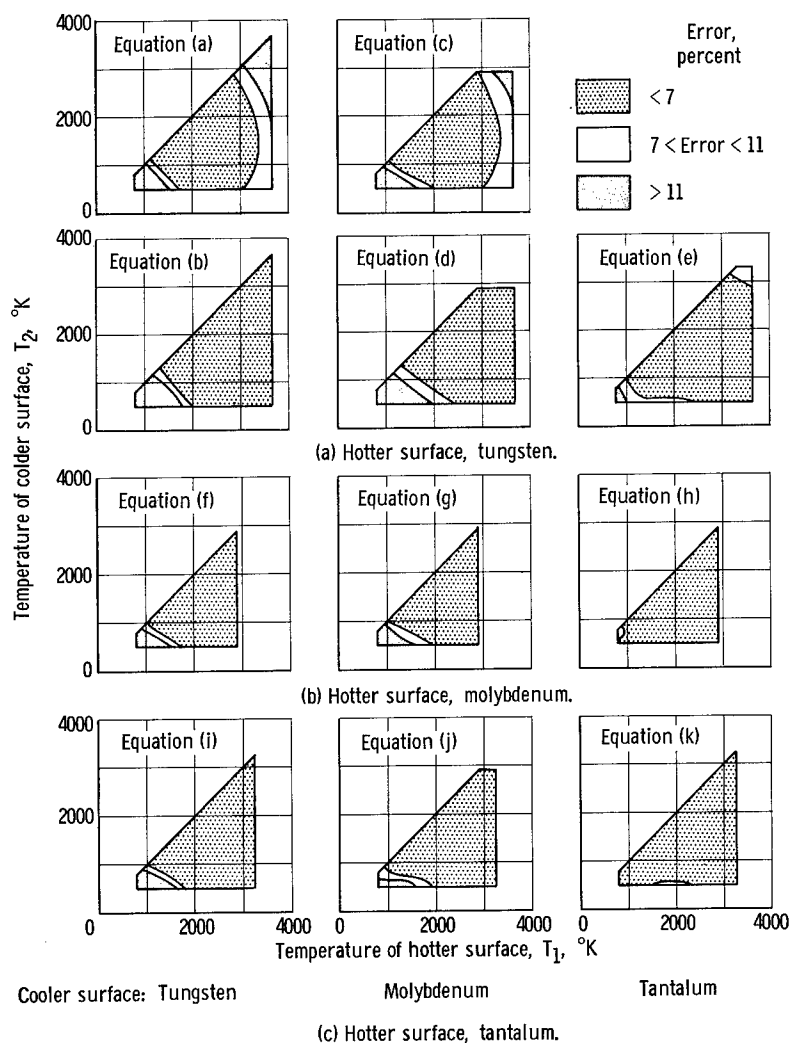 4000
Equation (a)
Equation (c)
Error,
percent
2000
< 7
7 < Error < 11
> 11
0
4000
Equation (b)
Equation (d)
Equation (e)
2000
0
Temperature of colder surface, T2, °K
(a) Hotter surface, tungsten.
4000
Equation (f)
Equation (g)
Equation (h)
2000
0
(b) Hotter surface, molybdenum.
4000
Equation (i)
Equation (j)
Equation (k)
2000
0 2000 4000
0 2000 4000
0 2000 4000
Temperature of hotter surface, T1, °K
Cooler surface: Tungsten Molybdenum Tantalum
(c) Hotter surface, tantalum.